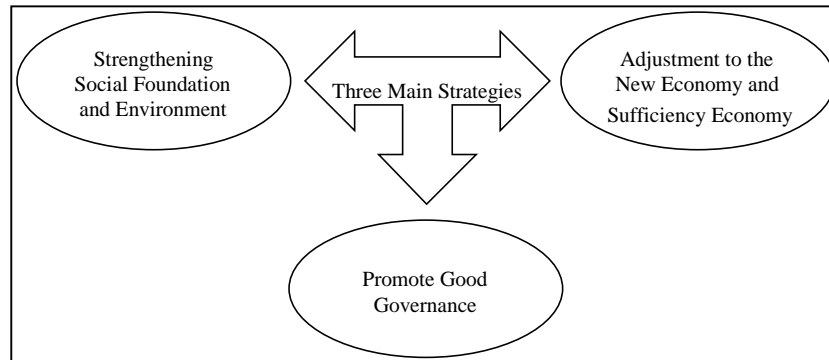 Strengthening
Social Foundation
and Environment
Three Main Strategies
Adjustment to the
New Economy and
Sufficiency Economy
Promote Good
Governance